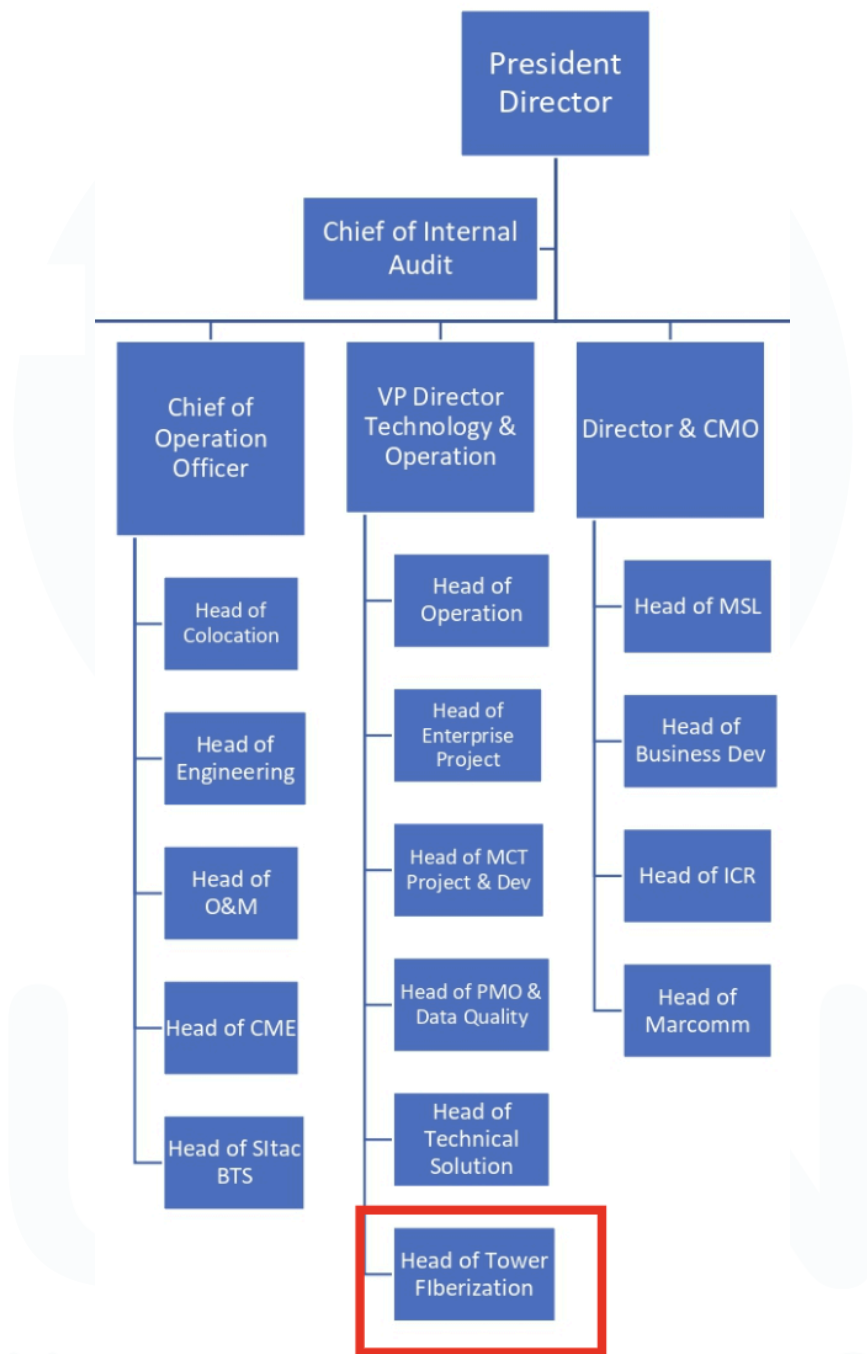 President
Director
Chief of Internal
Audit
Chief of
Operation
Officer
VP Director
Technology &
Operation
Director & CMO
Head of
Colocation
Head of
Engineering
Head of
O&M
Head of CME
Head of SItac
BTS
Head of
Operation
Head of
Enterprise
Project
Head of MCT
Project & Dev
Head of PMO &
Data Quality
Head of
Technical
Solution
Head of Tower
FIberization
Head of MSL
Head of
Business Dev
Head of ICR
Head of
Marcomm